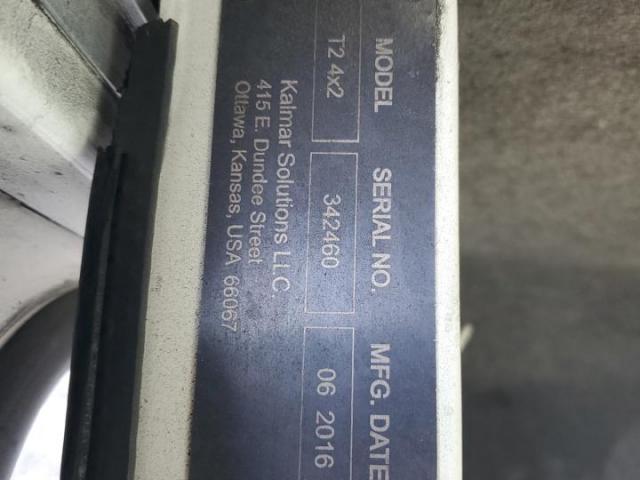 MODEL SERIAL NO. MFG. DATE
T2 4x2 342460 06 2016
Kalmar Solutions LLC.
415 E. Dundee Street
Ottawa, Kansas, USA 66067